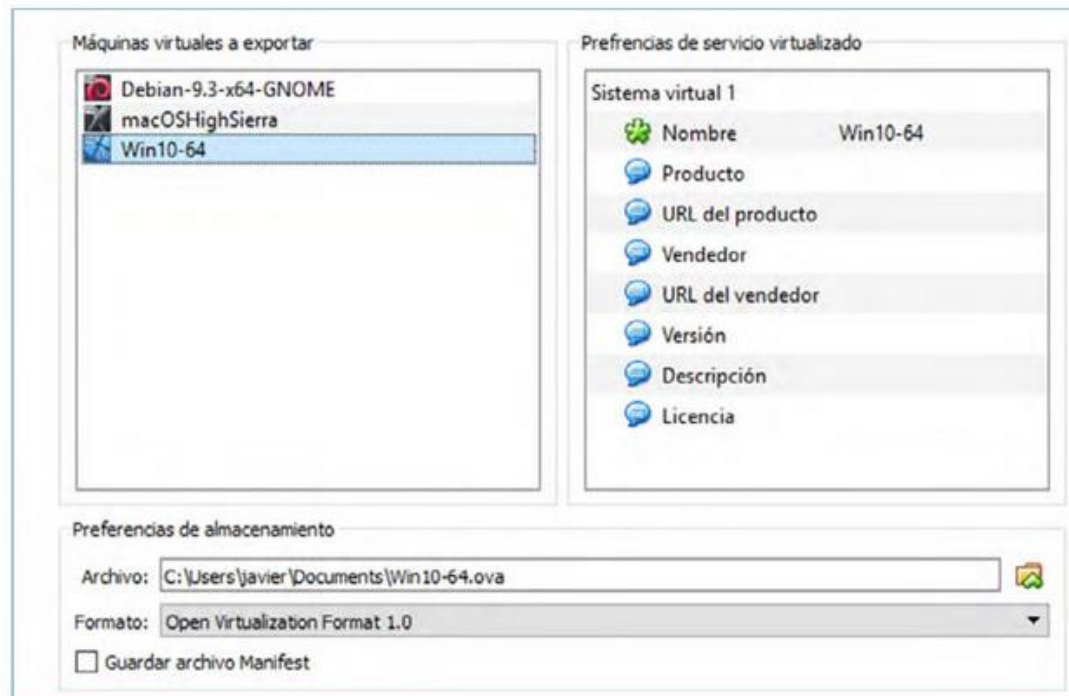 Máquinas virtuales a exportar
Debian-9.3-x64-GNOME
macOSHighSierra
Win10-64
Prefrencias de servicio virtualizado
Sistema virtual 1
Nombre Win10-64
Producto
URL del producto
Vendedor
URL del vendedor
Versión
Descripción
Licencia
Preferencias de almacenamiento
Archivo: C:\Users\javier\Documents\Win10-64.ova
Formato: Open Virtualization Format 1.0
Guardar archivo Manifest